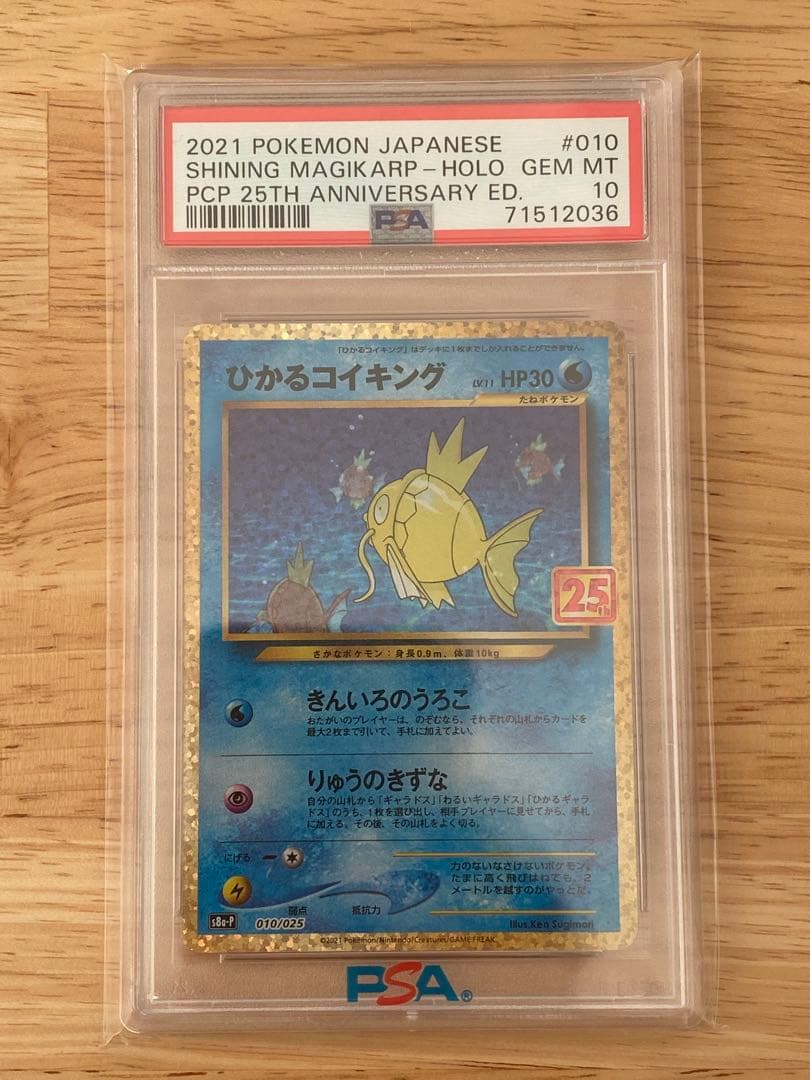 2021 POKEMON JAPANESE #010
SHINING MAGIKARP-HOLO GEM MT
PCP 25TH ANNIVERSARY ED. 10
PSA 71512036
「ひかるコイキング」はデッキに1枚までしか入れることができません。
ひかるコイキング LV.11 HP30
たねポケモン
25th
さかなポケモン：身長0.9m、体重10kg
きんいろのうろこ
おたがいのプレイヤーは、のぞむなら、それぞれの山札からカードを
最大2枚まで引いて、手札に加えてよい。
りゅうのきずな
自分の山札から「ギャラドス」「わるいギャラドス」「ひかるギャラ
ドス」のうち、1枚を選び出し、相手プレイヤーに見せてから、手札
に加える。その後、その山札をよく切る。
にげる
力のないなさけないポケモン。
たまに高く飛びはねても、2
メートルを越すのがやっとだ。
弱点 抵抗力
s8a-P 010/025
Illus.Ken Sugimori
©2021 Pokémon/Nintendo/Creatures/GAME FREAK.
PSA®